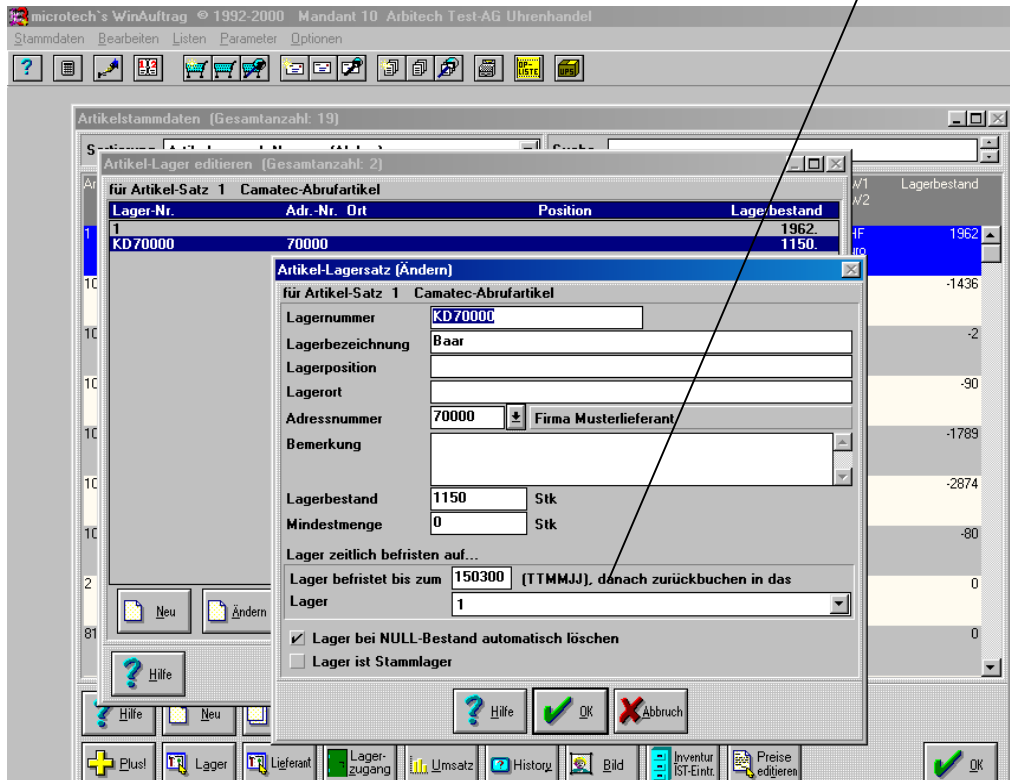 microtech`s WinAuftrag © 1992-2000 Mandant 10 Arbitech Test-AG Uhrenhandel
Stammdaten Bearbeiten Listen Parameter Optionen
OP-LISTE UPS
Artikelstammdaten (Gesamtanzahl: 19)
Artikel-Lager editieren (Gesamtanzahl: 2)
für Artikel-Satz 1 Camatec-Abrufartikel
Lager-Nr. Adr.-Nr. Ort Position Lagerbestand
1 1962.
KD70000 70000 1150.
Lagerbestand
1 1962
-1436
-2
-90
-1789
-2874
-80
2 0
81 0
Artikel-Lagersatz (Ändern)
für Artikel-Satz 1 Camatec-Abrufartikel
Lagernummer KD70000
Lagerbezeichnung Baar
Lagerposition
Lagerort
Adressnummer 70000 Firma Musterlieferant
Bemerkung
Lagerbestand 1150 Stk
Mindestmenge 0 Stk
Lager zeitlich befristen auf...
Lager befristet bis zum 150300 (TTMMJJ), danach zurückbuchen in das
Lager 1
Lager bei NULL-Bestand automatisch löschen
Lager ist Stammlager
Hilfe OK Abbruch
Neu Ändern
Hilfe
Hilfe Neu
Plus! Lager Lieferant Lager-zugang Umsatz History Bild Inventur IST-Eintr. Preise editieren OK